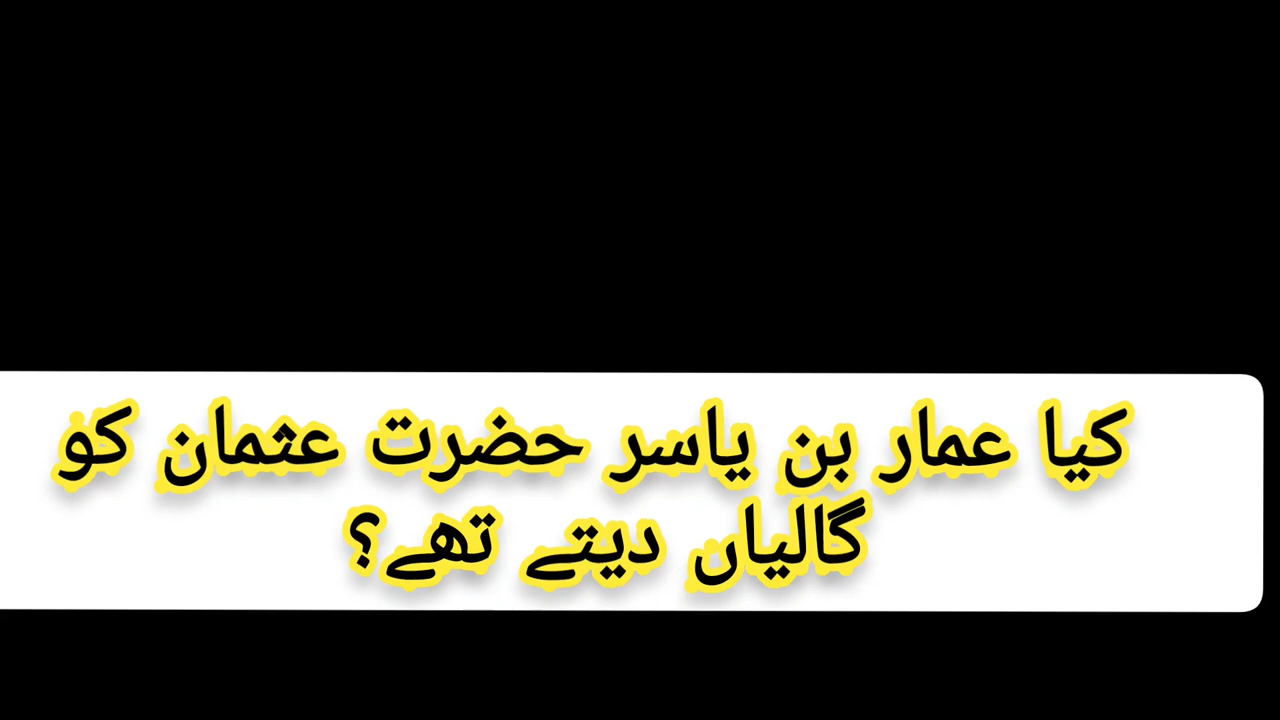 کیا عمار بن یاسر حضرت عثمان کو
گالیاں دیتے تھے؟